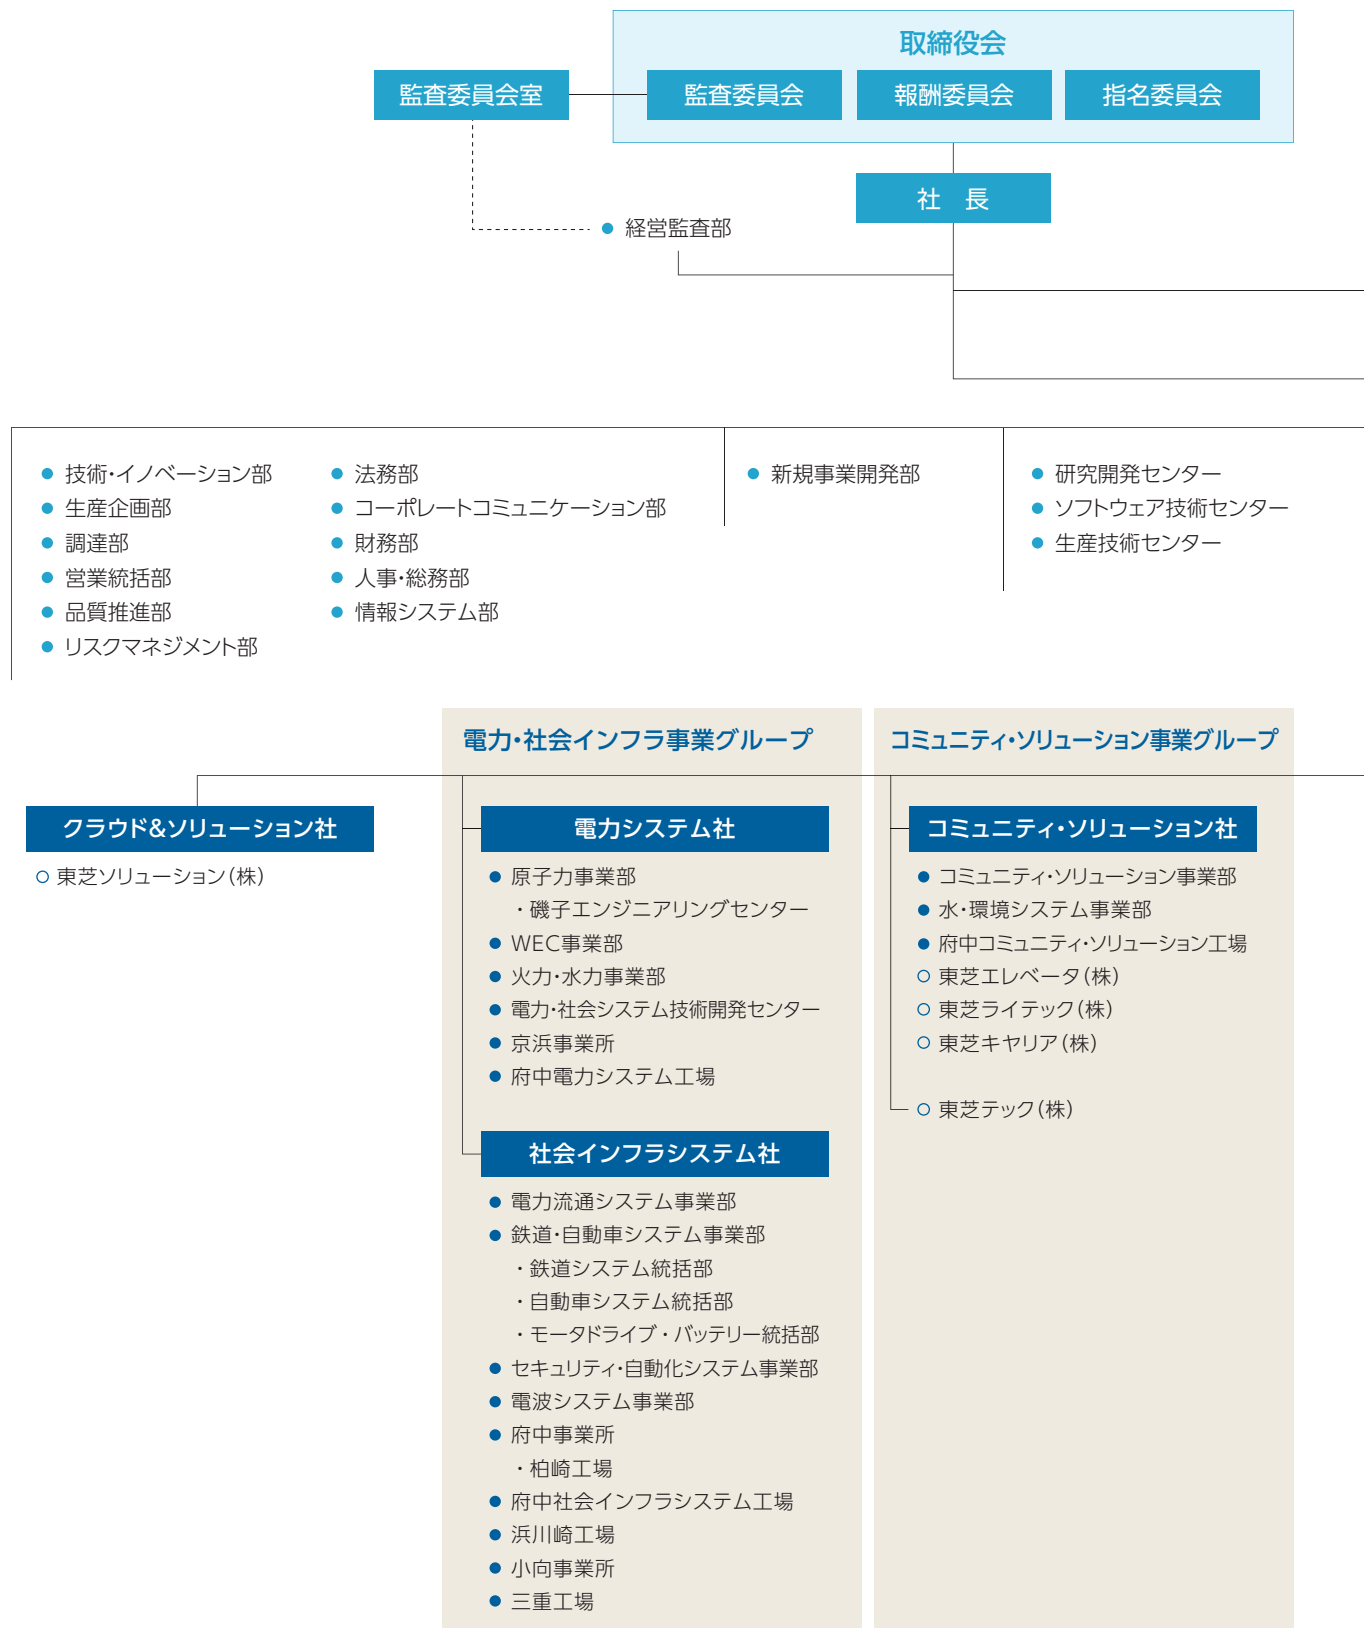 取締役会
監査委員会室
監査委員会
報酬委員会
指名委員会
社　長
● 経営監査部
● 技術・イノベーション部
● 生産企画部
● 調達部
● 営業統括部
● 品質推進部
● リスクマネジメント部
● 法務部
● コーポレートコミュニケーション部
● 財務部
● 人事・総務部
● 情報システム部
● 新規事業開発部
● 研究開発センター
● ソフトウェア技術センター
● 生産技術センター
クラウド&ソリューション社
○ 東芝ソリューション（株）
電力・社会インフラ事業グループ
電力システム社
● 原子力事業部
・磯子エンジニアリングセンター
● WEC事業部
● 火力・水力事業部
● 電力・社会システム技術開発センター
● 京浜事業所
● 府中電力システム工場
社会インフラシステム社
● 電力流通システム事業部
● 鉄道・自動車システム事業部
・鉄道システム統括部
・自動車システム統括部
・モータドライブ・バッテリー統括部
● セキュリティ・自動化システム事業部
● 電波システム事業部
● 府中事業所
・柏崎工場
● 府中社会インフラシステム工場
● 浜川崎工場
● 小向事業所
● 三重工場
コミュニティ・ソリューション事業グループ
コミュニティ・ソリューション社
● コミュニティ・ソリューション事業部
● 水・環境システム事業部
● 府中コミュニティ・ソリューション工場
○ 東芝エレベータ（株）
○ 東芝ライテック（株）
○ 東芝キヤリア（株）
○ 東芝テック（株）